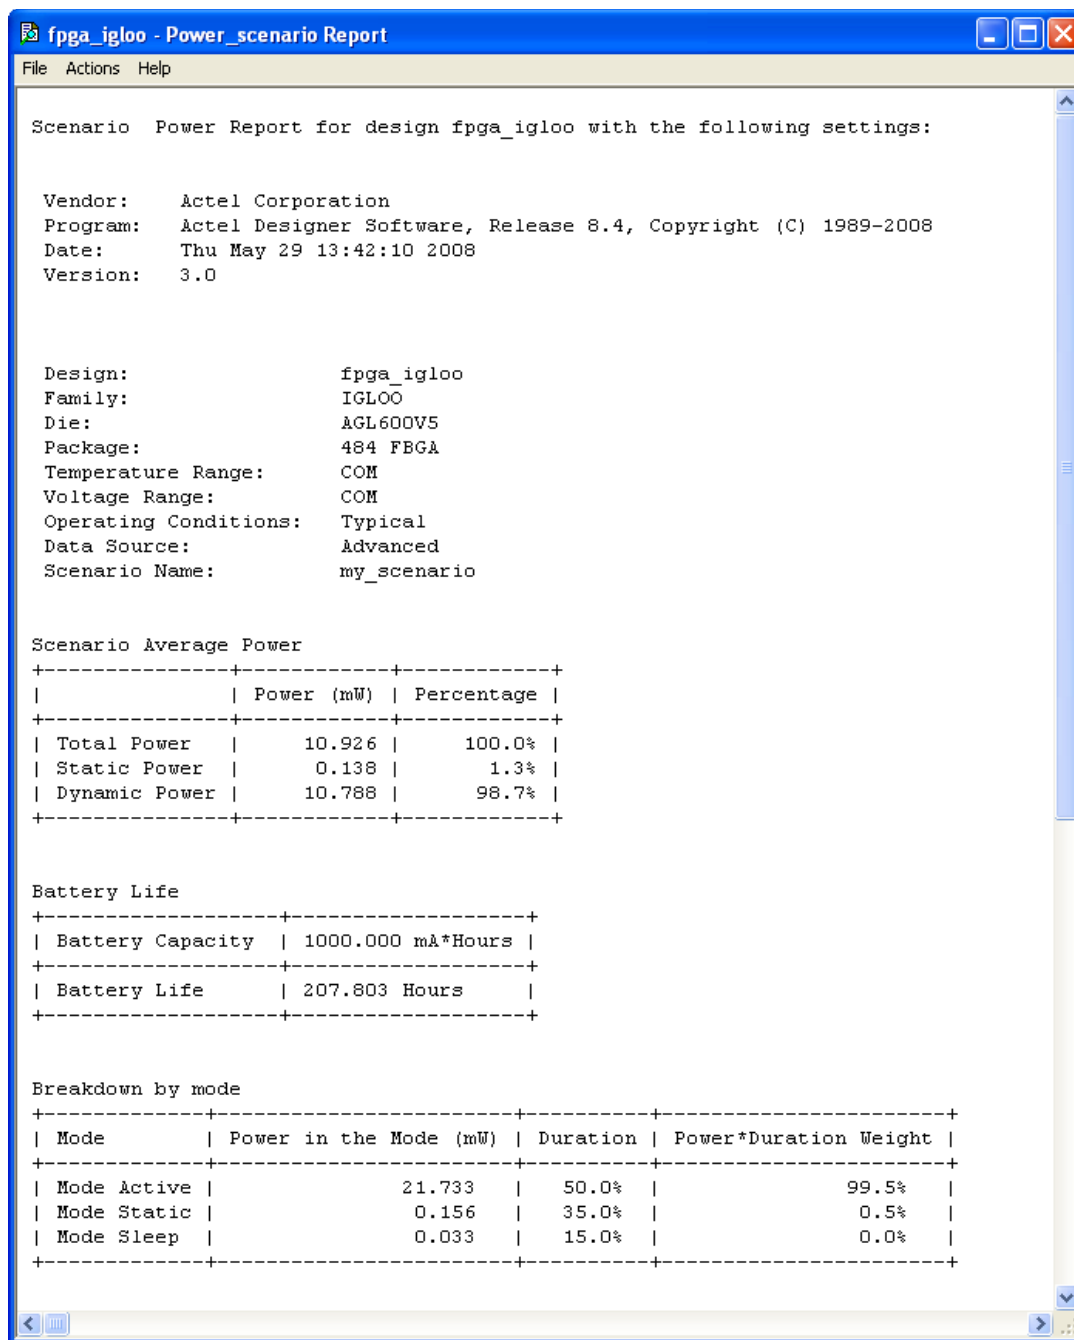 fpga_igloo - Power_scenario Report
File Actions Help
Scenario  Power Report for design fpga_igloo with the following settings:
Vendor:    Actel Corporation
Program:   Actel Designer Software, Release 8.4, Copyright (C) 1989-2008
Date:      Thu May 29 13:42:10 2008
Version:   3.0
Design:                 fpga_igloo
Family:                 IGLOO
Die:                    AGL600V5
Package:                484 FBGA
Temperature Range:      COM
Voltage Range:          COM
Operating Conditions:   Typical
Data Source:            Advanced
Scenario Name:          my_scenario
Scenario Average Power
+---------------+------------+------------+
|               | Power (mW) | Percentage |
+---------------+------------+------------+
| Total Power   |     10.926 |     100.0% |
| Static Power  |      0.138 |       1.3% |
| Dynamic Power |     10.788 |      98.7% |
+---------------+------------+------------+
Battery Life
+-------------------+-------------------+
| Battery Capacity  | 1000.000 mA*Hours |
+-------------------+-------------------+
| Battery Life      | 207.803 Hours     |
+-------------------+-------------------+
Breakdown by mode
+-------------+------------------------+----------+-----------------------+
| Mode        | Power in the Mode (mW) | Duration | Power*Duration Weight |
+-------------+------------------------+----------+-----------------------+
| Mode Active |               21.733   |   50.0%  |               99.5%   |
| Mode Static |                0.156   |   35.0%  |                0.5%   |
| Mode Sleep  |                0.033   |   15.0%  |                0.0%   |
+-------------+------------------------+----------+-----------------------+